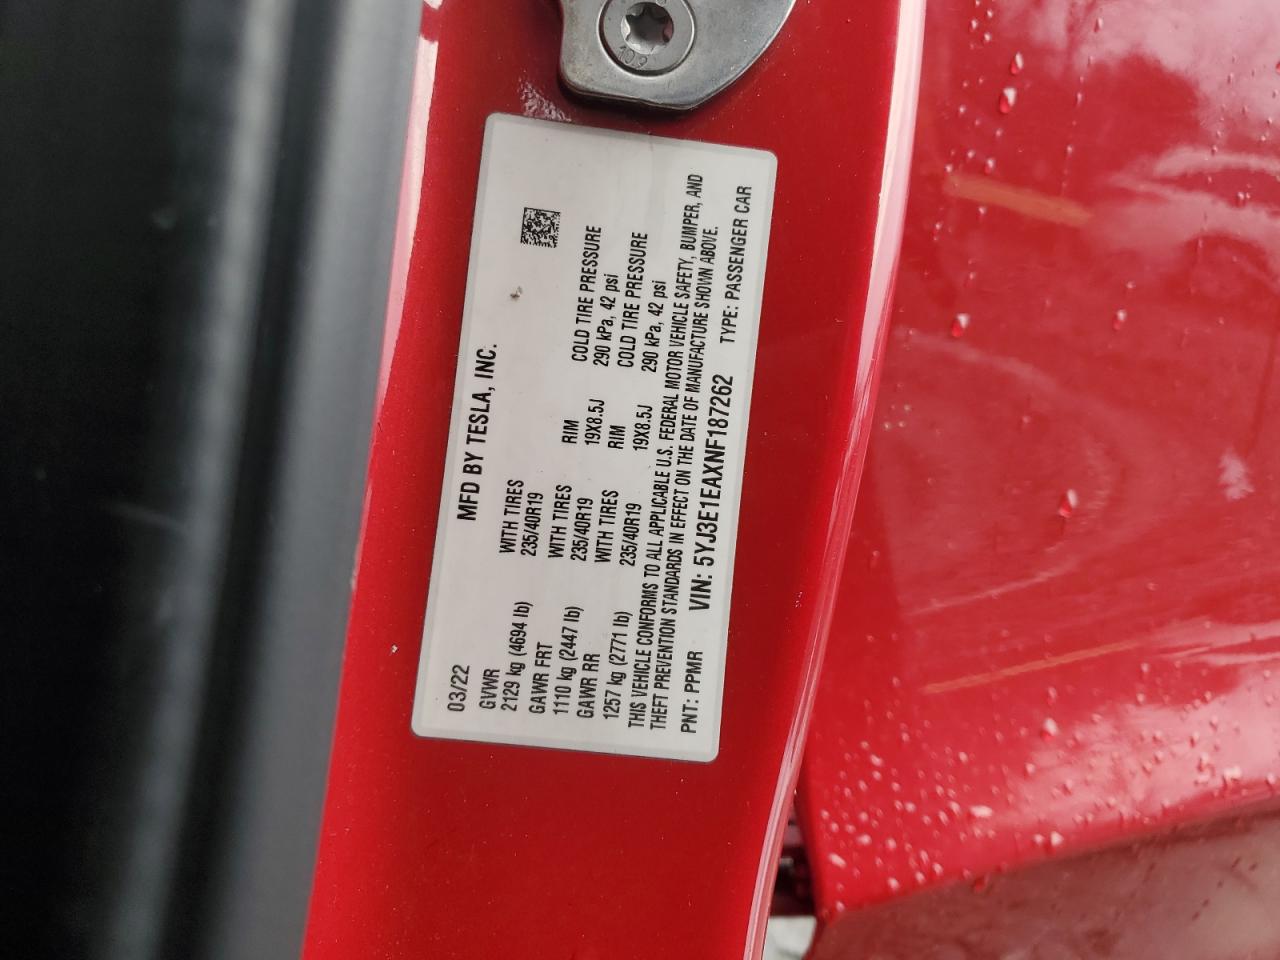 109
MFD BY TESLA, INC.
03/22
GVWR WITH TIRES RIM COLD TIRE PRESSURE
2129 kg (4694 lb) 235/40R19 19X8.5J 290 kPa, 42 psi
GAWR FRT WITH TIRES RIM COLD TIRE PRESSURE
1110 kg (2447 lb) 235/40R19 19X8.5J 290 kPa, 42 psi
GAWR RR WITH TIRES
1257 kg (2771 lb) 235/40R19
THIS VEHICLE CONFORMS TO ALL APPLICABLE U.S. FEDERAL MOTOR VEHICLE SAFETY, BUMPER, AND
THEFT PREVENTION STANDARDS IN EFFECT ON THE DATE OF MANUFACTURE SHOWN ABOVE.
PNT: PPMR VIN: 5YJ3E1EAXNF187262 TYPE: PASSENGER CAR